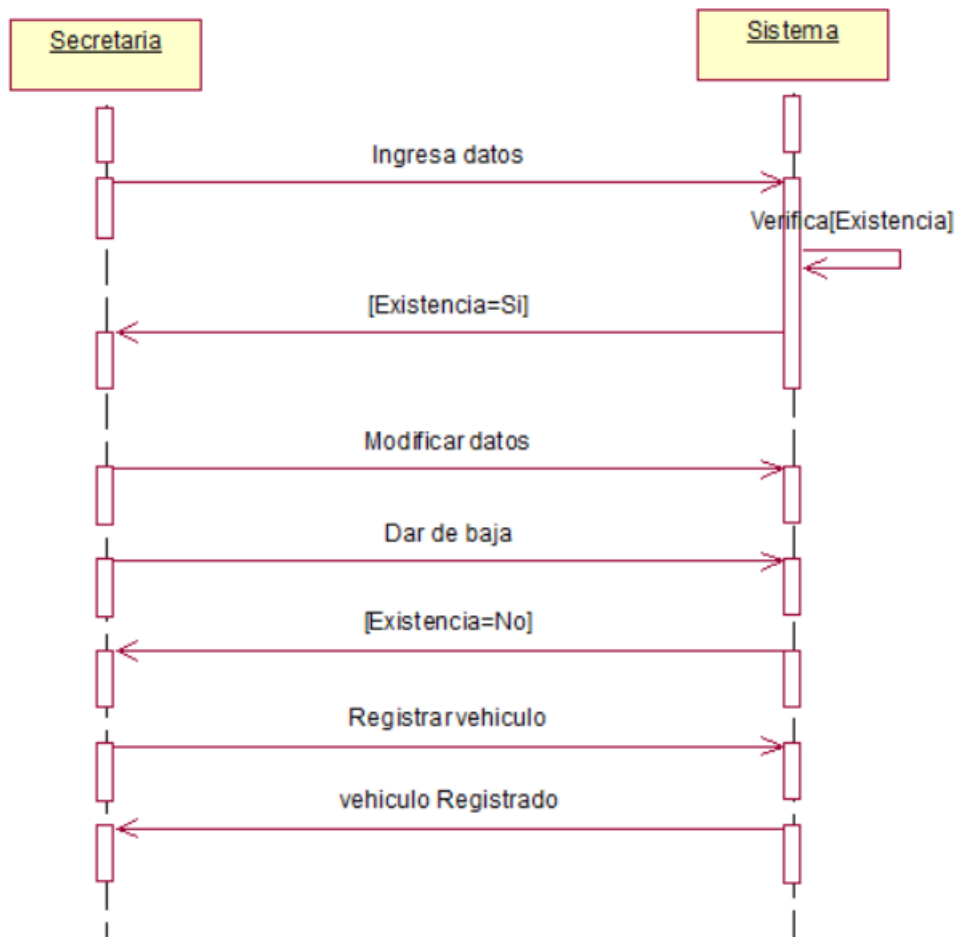 Secretaria
Sistema
Ingresa datos
Verifica[Existencia]
[Existencia=Si]
Modificar datos
Dar de baja
[Existencia=No]
Registrar vehiculo
vehiculo Registrado